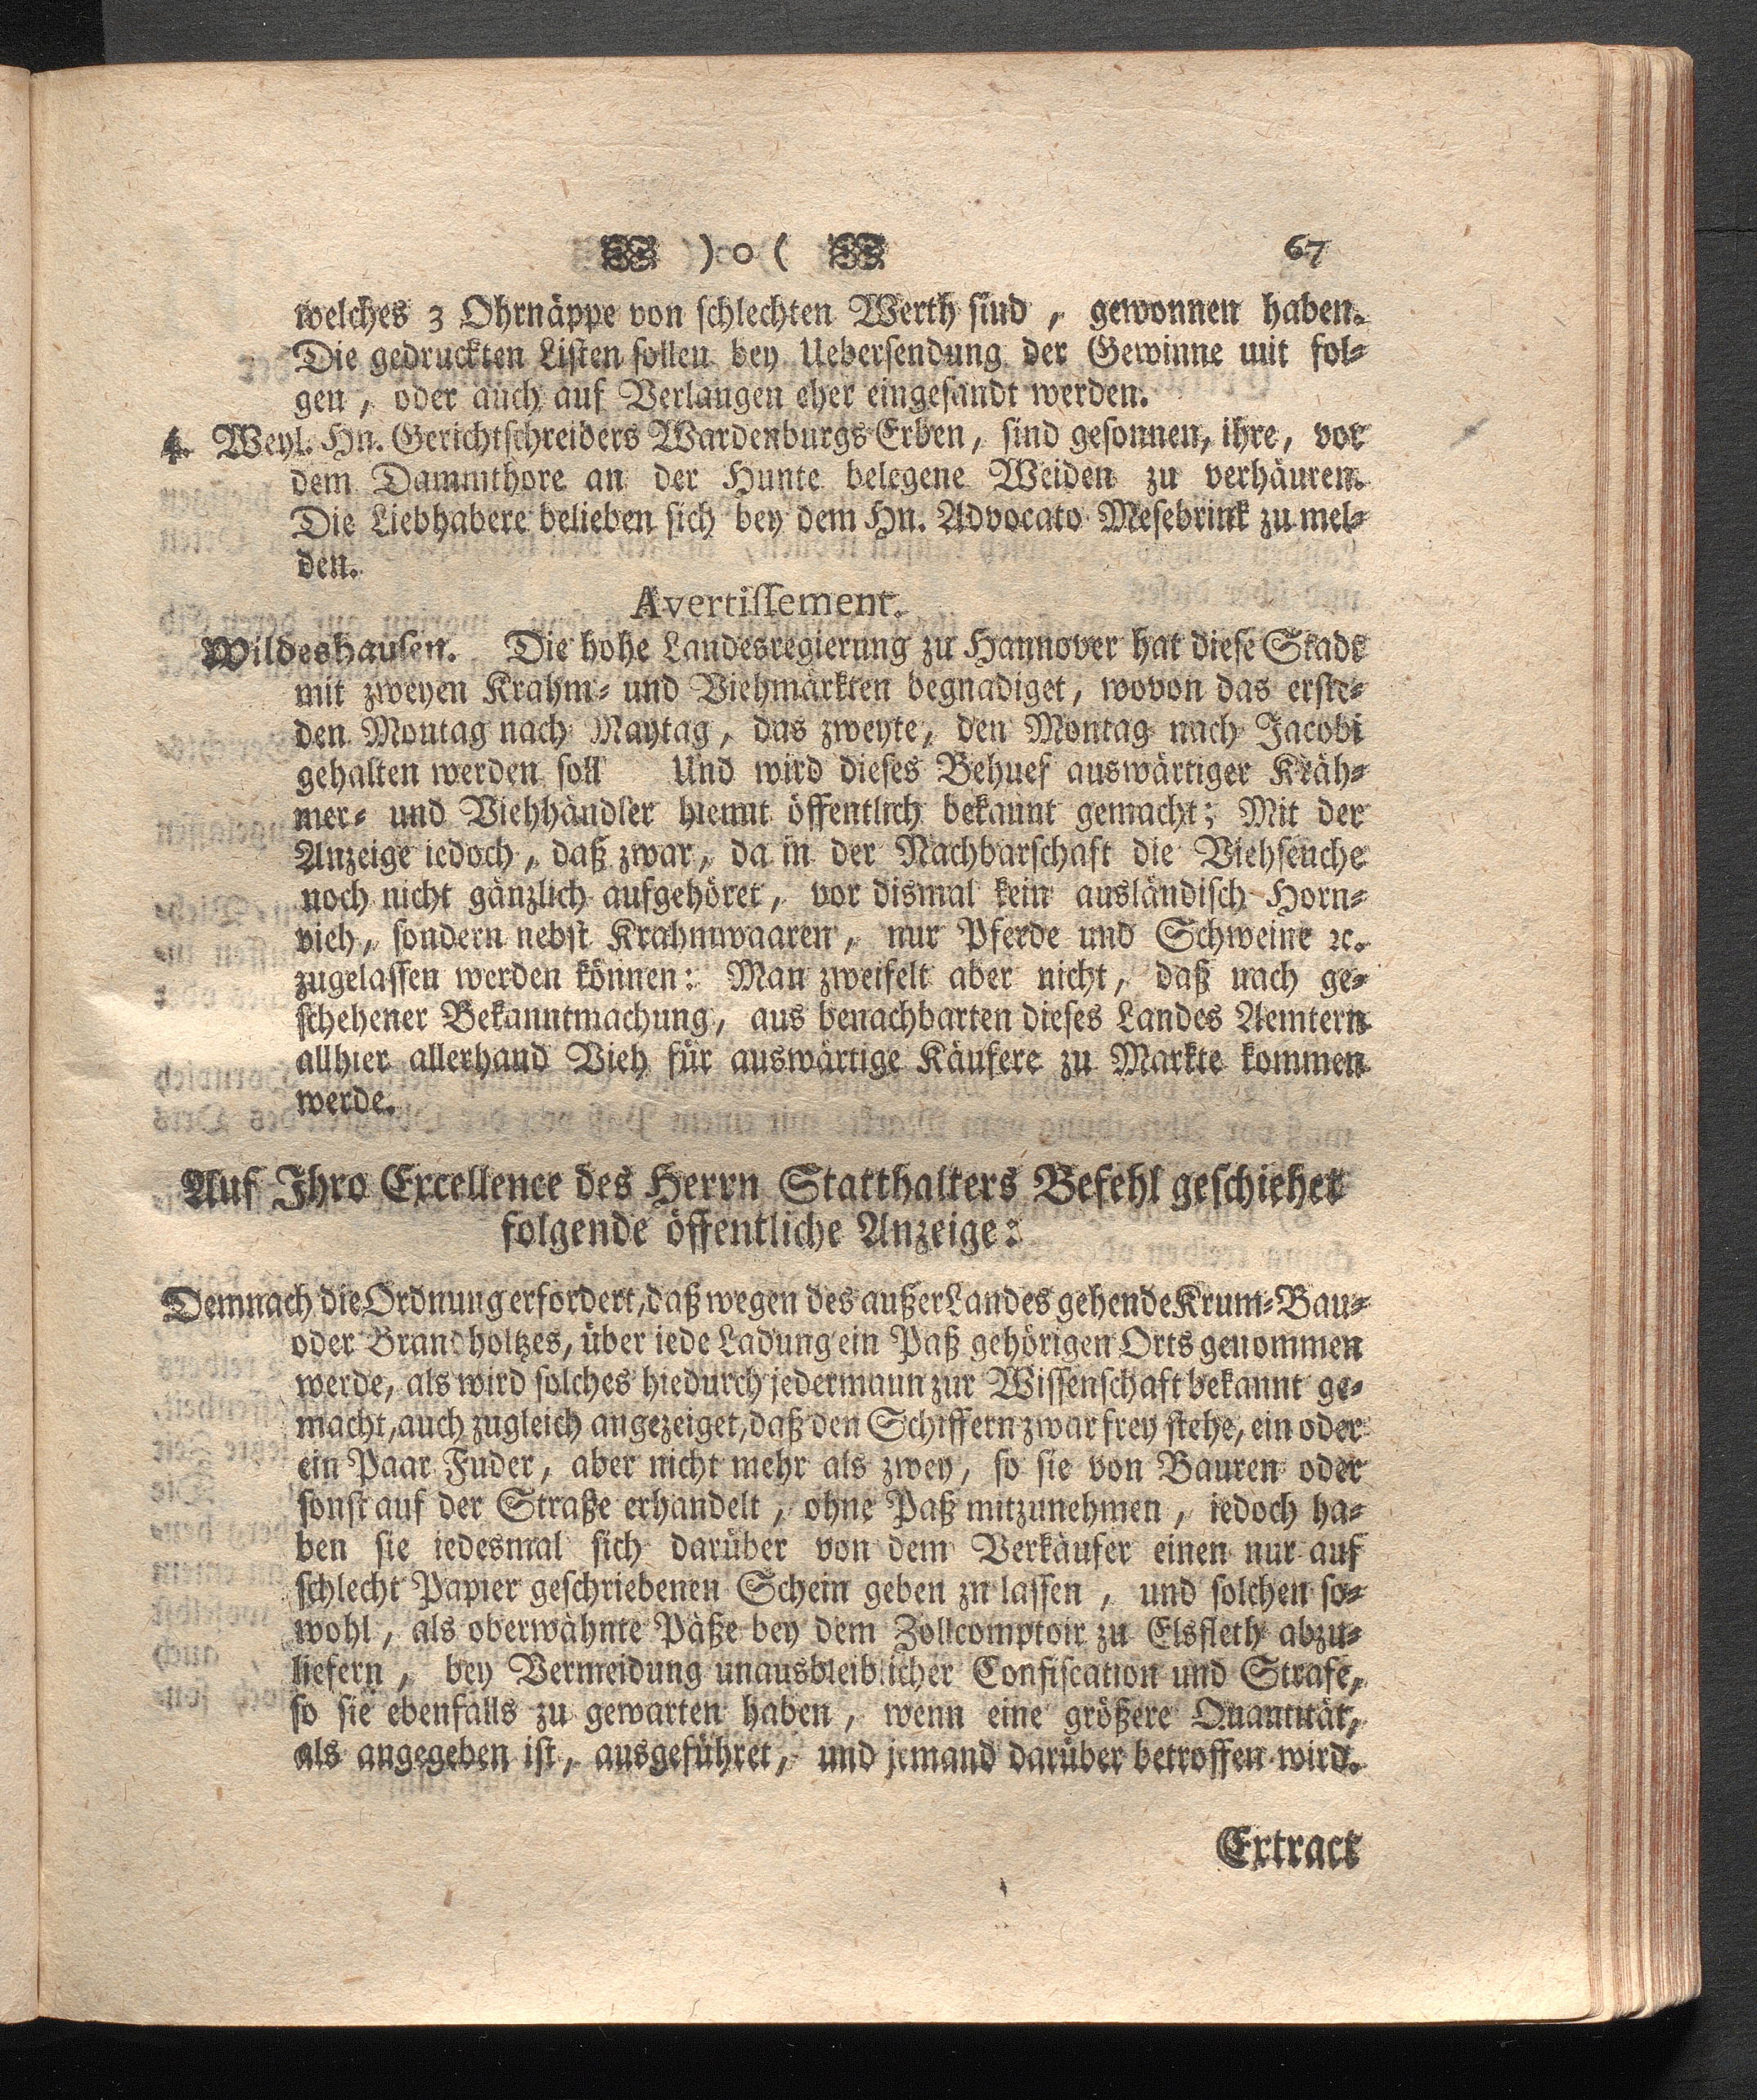 ) o ( 67
welches 3 Ohrnäppe von schlechten Werth sind, gewonnen haben.
Die gedruckten Listen sollen bey Uebersendung der Gewinne mit fol-
gen, oder auch auf Verlangen eher eingesandt werden.
4. Weyl. Hn. Gerichtschreibers Wardenburgs Erben, sind gesonnen, ihre, vor
dem Dammthore an der Hunte belegene Weiden zu verhäuren.
Die Liebhabere belieben sich bey dem Hn. Advocato Mesebrink zu mel-
den.
Avertissement.
Wildeshausen. Die hohe Landesregierung zu Hannover hat diese Stadt
mit zweyen Krahm- und Viehmärkten begnadiget, wovon das erste-
den Montag nach Maytag, das zweyte, den Montag nach Jacobi
gehalten werden soll Und wird dieses Behuef auswärtiger Kräh-
mer- und Viehhändler hiemit öffentlich bekannt gemacht; Mit der
Anzeige iedoch, daß zwar, da in der Nachbarschaft die Viehseuche
noch nicht gänzlich aufgehöret, vor dismal kein ausländisch Horn-
vieh, sondern nebst Krahmwaaren, nur Pferde und Schweine ꝛc.
zugelassen werden können: Man zweifelt aber nicht, daß nach ge-
schehener Bekanntmachung, aus benachbarten dieses Landes Aemtern
allhier allerhand Vieh für auswärtige Käufere zu Markte kommen
werde.
Auf Ihro Excellence des Herrn Statthalters Befehl geschiehet
folgende öffentliche Anzeige:
Demnach die Ordnung erfordert, daß wegen des außer Landes gehende Krum-Bau-
oder Brandholtzes, über iede Ladung ein Paß gehörigen Orts genommen
werde, als wird solches hiedurch jedermann zur Wissenschaft bekannt ge-
macht, auch zugleich angezeiget, daß den Schiffern zwar frey stehe, ein oder
ein Paar Fuder, aber nicht mehr als zwey, so sie von Bauren oder
sonst auf der Straße erhandelt, ohne Paß mitzunehmen, iedoch ha-
ben sie iedesmal sich darüber von dem Verkäufer einen nur auf
schlecht Papier geschriebenen Schein geben zu lassen, und solchen so-
wohl, als oberwähnte Päße bey dem Zollcomptoir zu Elsfleth abzu-
liefern, bey Vermeidung unausbleiblicher Confiscation und Strafe,
so sie ebenfalls zu gewarten haben, wenn eine größere Quantität,
als angegeben ist, ausgeführet, und jemand darüber betroffen wird.
Extract